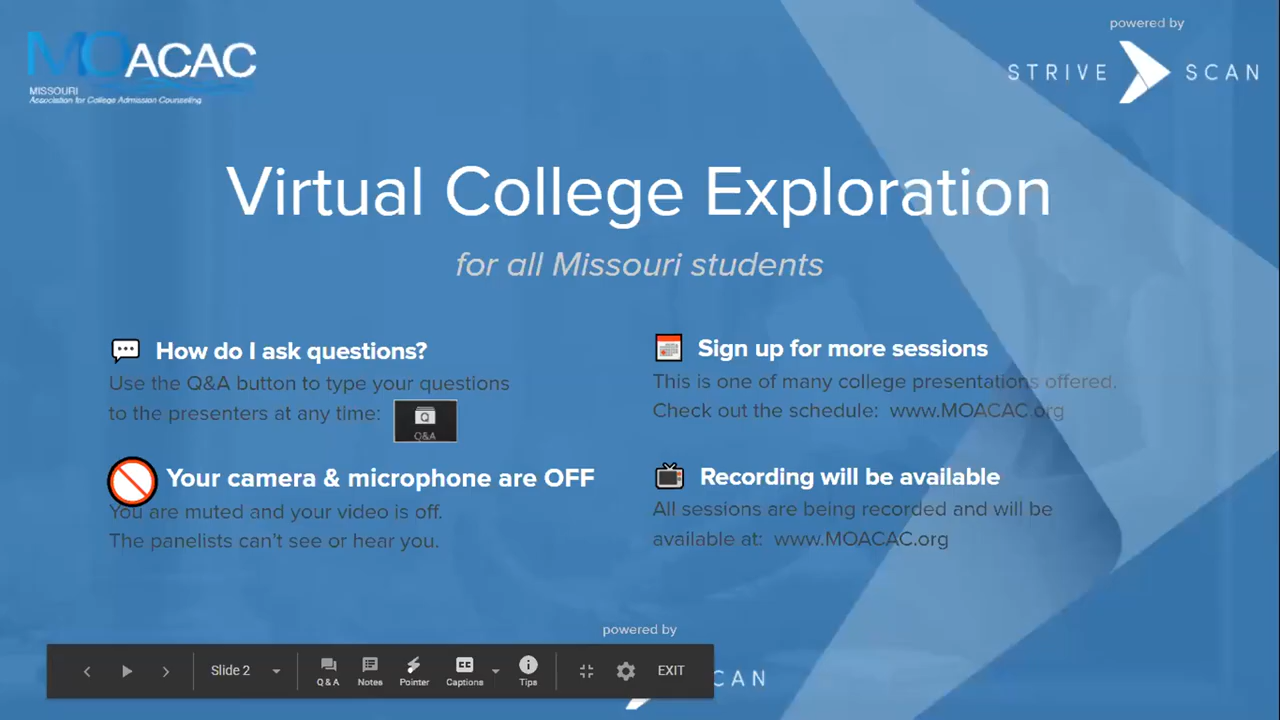 MOACAC
MISSOURI
Association for College Admission Counseling
powered by
STRIVE SCAN
Virtual College Exploration
for all Missouri students
How do I ask questions?
Use the Q&A button to type your questions
to the presenters at any time:
Q
Q&A
Your camera & microphone are OFF
You are muted and your video is off.
The panelists can't see or hear you.
Sign up for more sessions
This is one of many college presentations offered.
Check out the schedule: www.MOACAC.org
Recording will be available
All sessions are being recorded and will be
available at: www.MOACAC.org
powered by
CAN
Slide 2
Q & A
Notes
Pointer
CC
Captions
Tips
EXIT